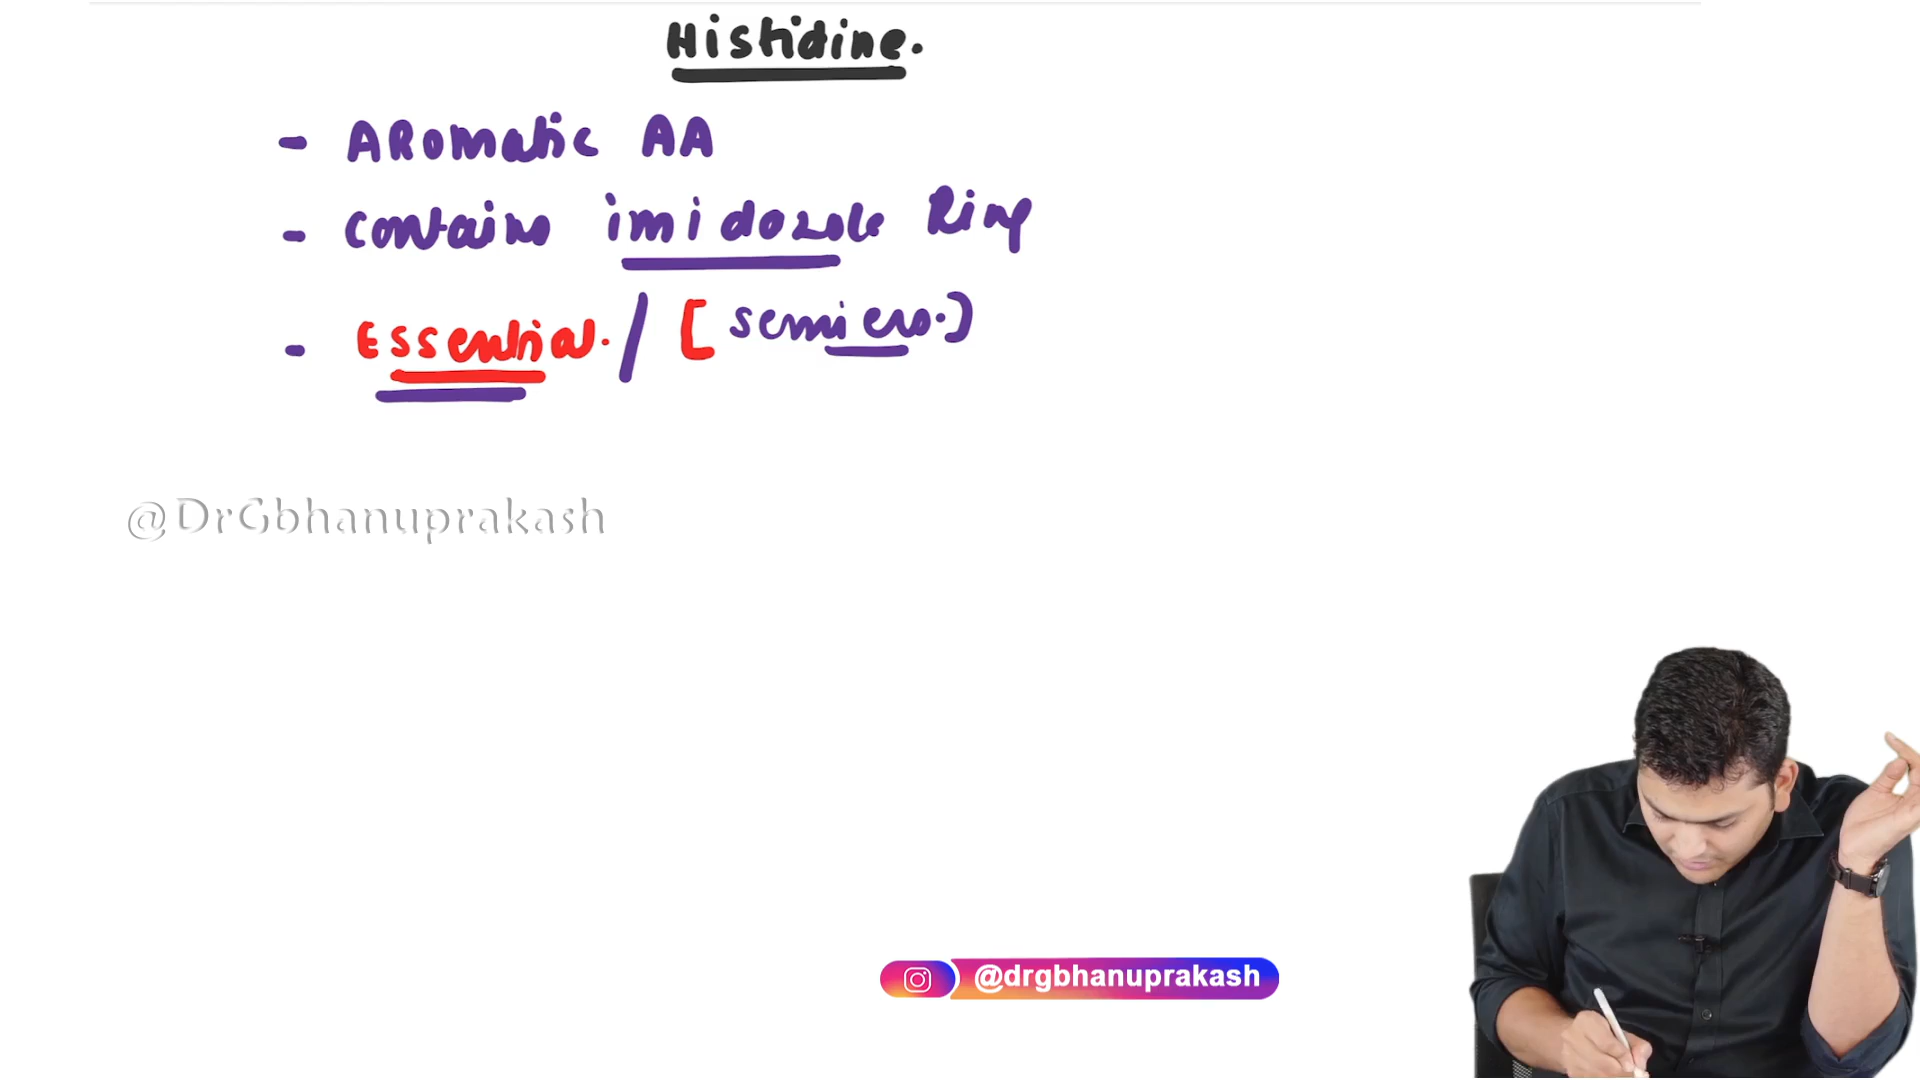 Histidine.
- ARomatic AA
- contains imidazole Ring
- Essential. / [semi ess.]
@DrGbhanuprakash
@drgbhanuprakash